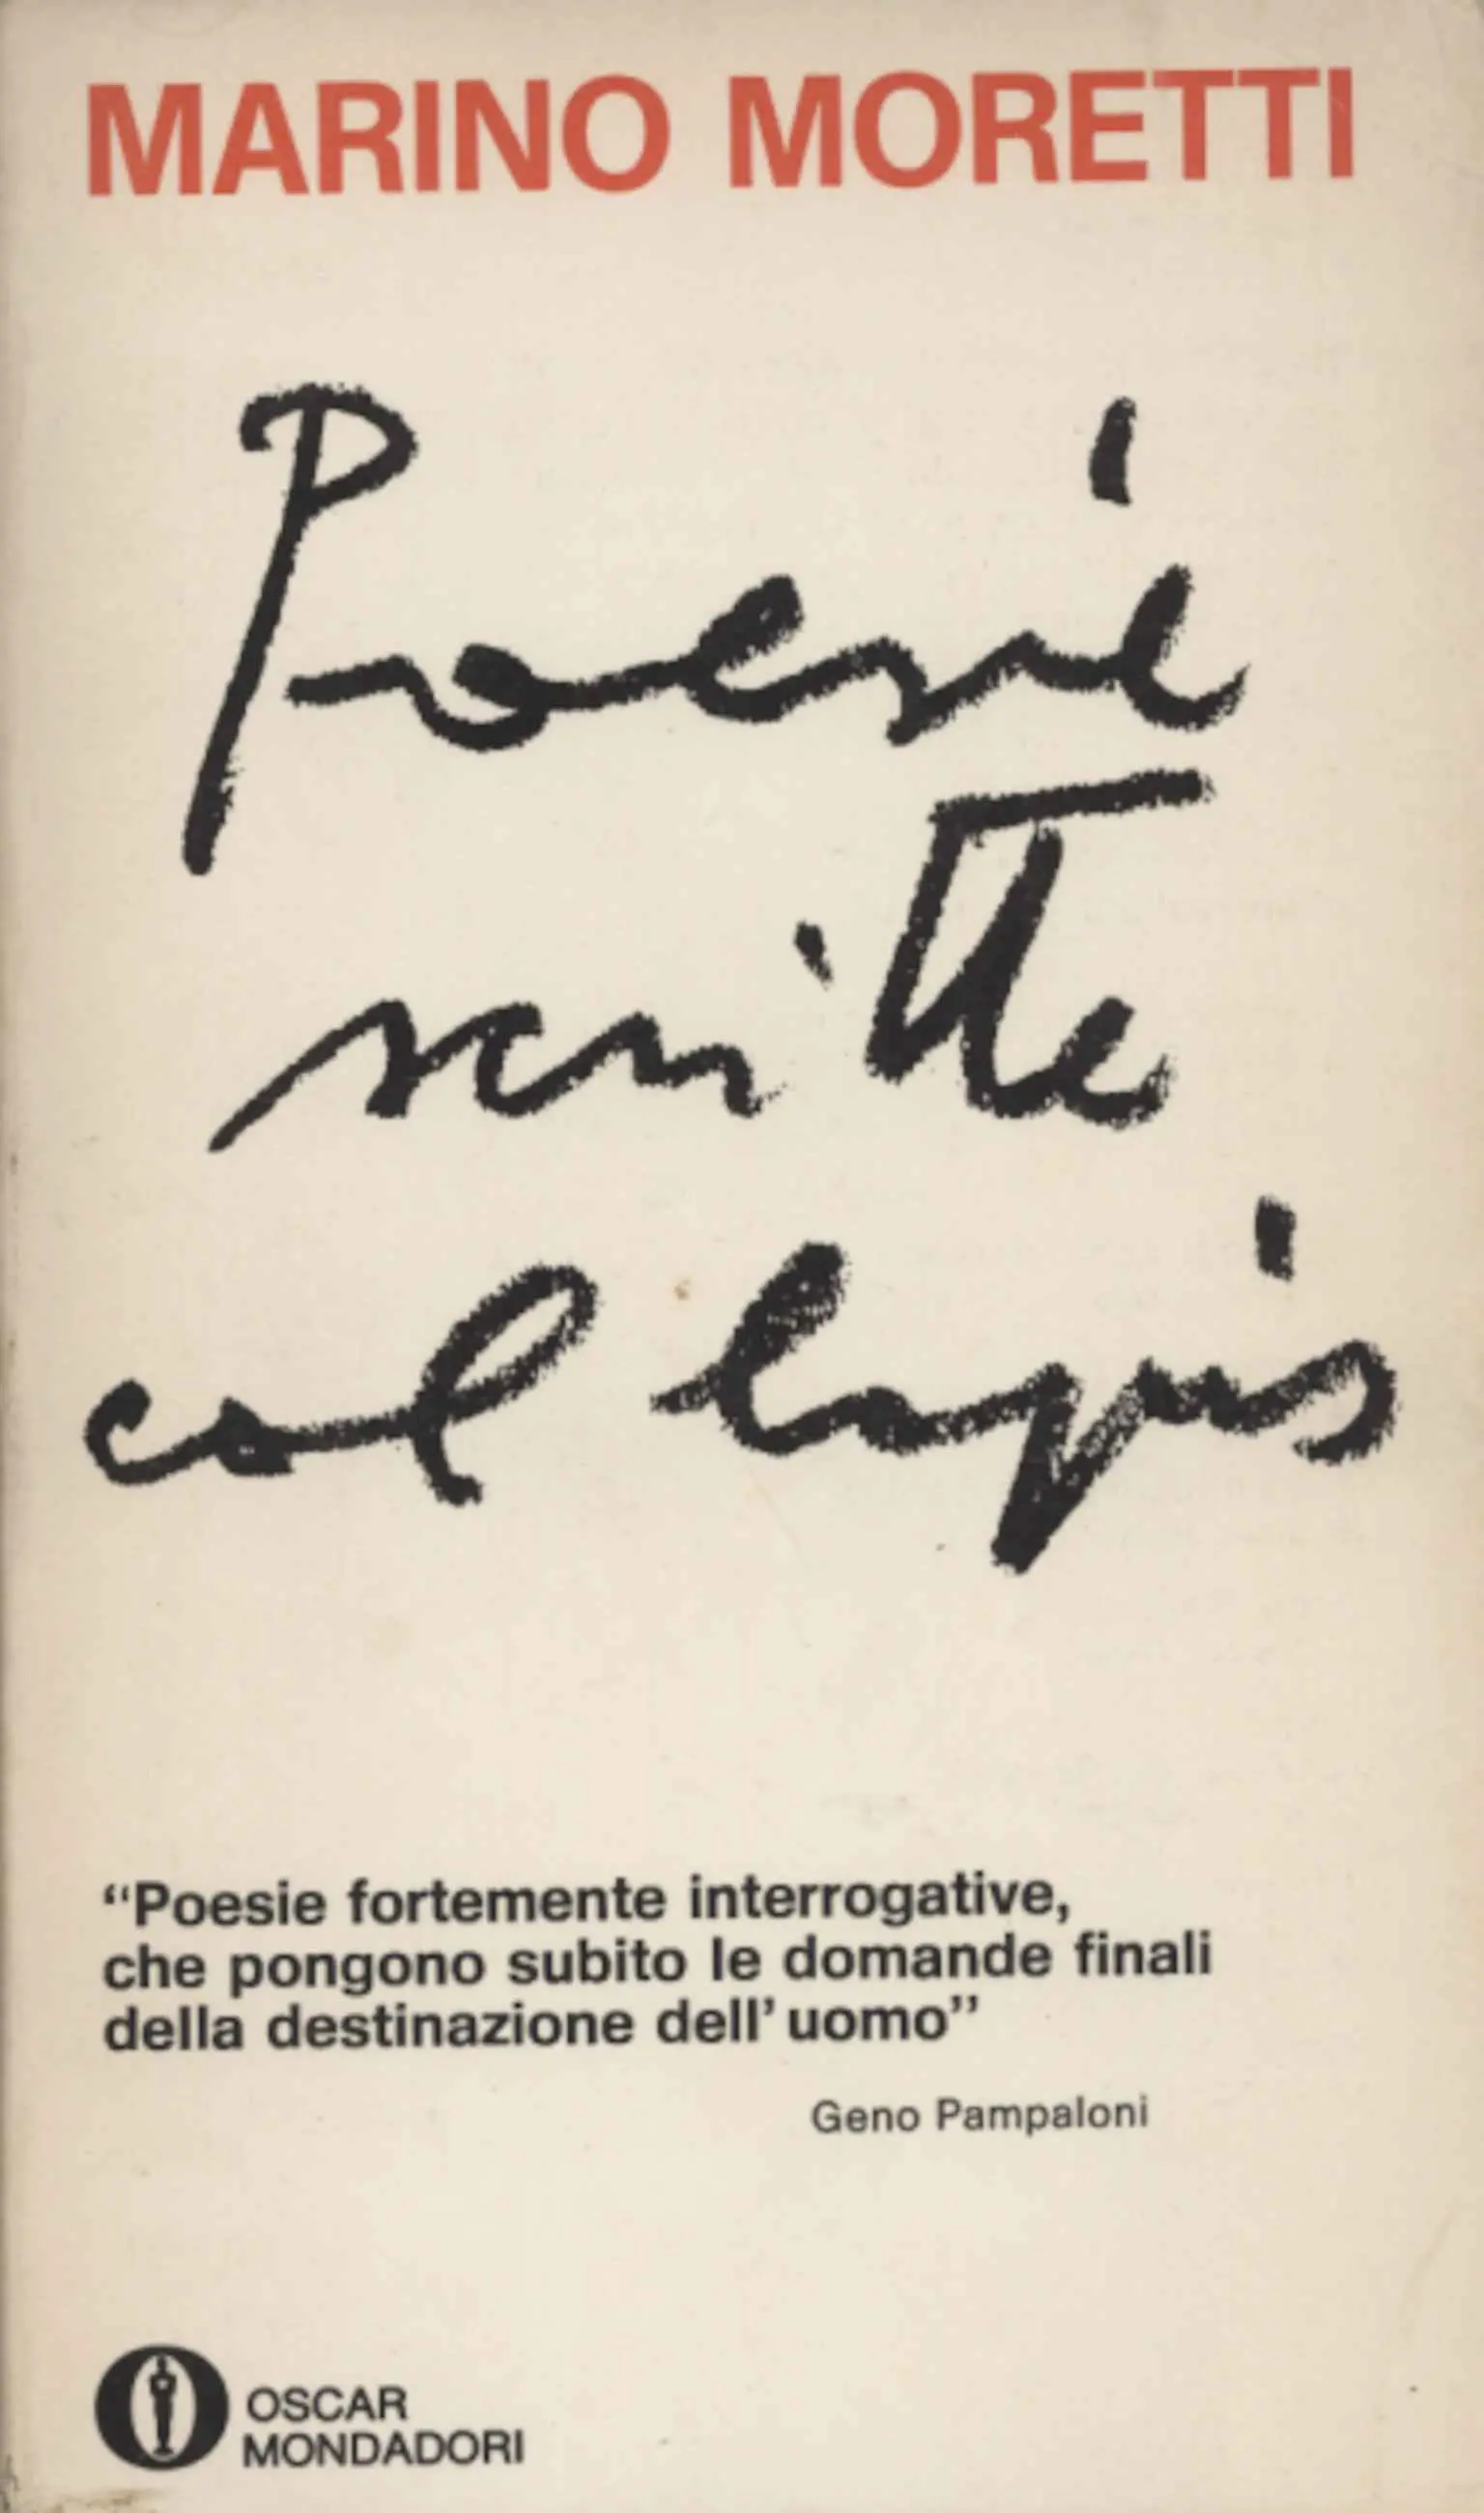 MARINO MORETTI
Poesie
scritte
col lapis
“Poesie fortemente interrogative,
che pongono subito le domande finali
della destinazione dell’uomo”
Geno Pampaloni
OSCAR
MONDADORI